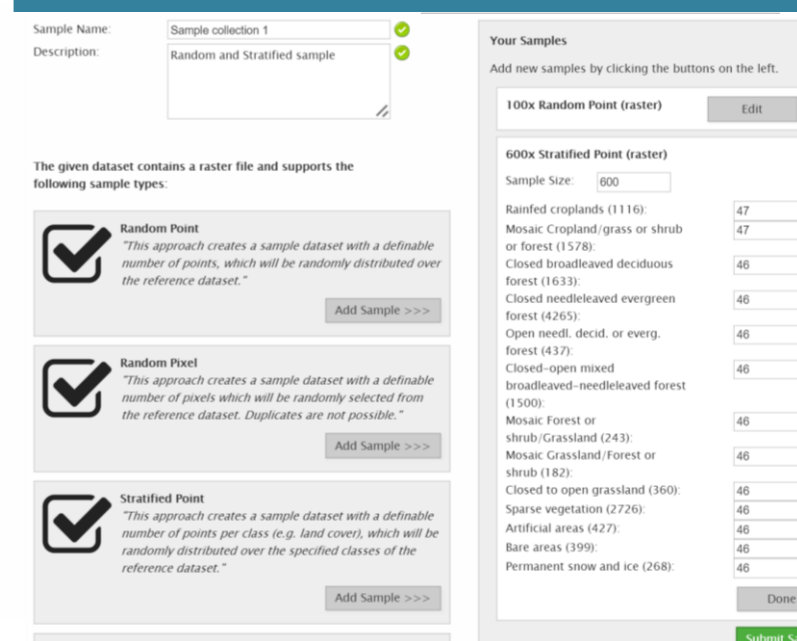 Sample Name:
Sample collection 1
Description:
Random and Stratified sample
The given dataset contains a raster file and supports the
following sample types:
Random Point
"This approach creates a sample dataset with a definable
number of points, which will be randomly distributed over
the reference dataset."
Add Sample >>>
Random Pixel
"This approach creates a sample dataset with a definable
number of pixels which will be randomly selected from
the reference dataset. Duplicates are not possible."
Add Sample >>>
Stratified Point
"This approach creates a sample dataset with a definable
number of points per class (e.g. land cover), which will be
randomly distributed over the specified classes of the
reference dataset."
Add Sample >>>
Your Samples
Add new samples by clicking the buttons on the left.
100x Random Point (raster)
Edit
600x Stratified Point (raster)
Sample Size: 600
Rainfed croplands (1116): 47
Mosaic Cropland/grass or shrub 47
or forest (1578):
Closed broadleaved deciduous 46
forest (1633):
Closed needleleaved evergreen 46
forest (4265):
Open needl. decid. or everg. 46
forest (437):
Closed-open mixed 46
broadleaved-needleleaved forest
(1500):
Mosaic Forest or 46
shrub/Grassland (243):
Mosaic Grassland/Forest or 46
shrub (182):
Closed to open grassland (360): 46
Sparse vegetation (2726): 46
Artificial areas (427): 46
Bare areas (399): 46
Permanent snow and ice (268): 46
Done
Submit